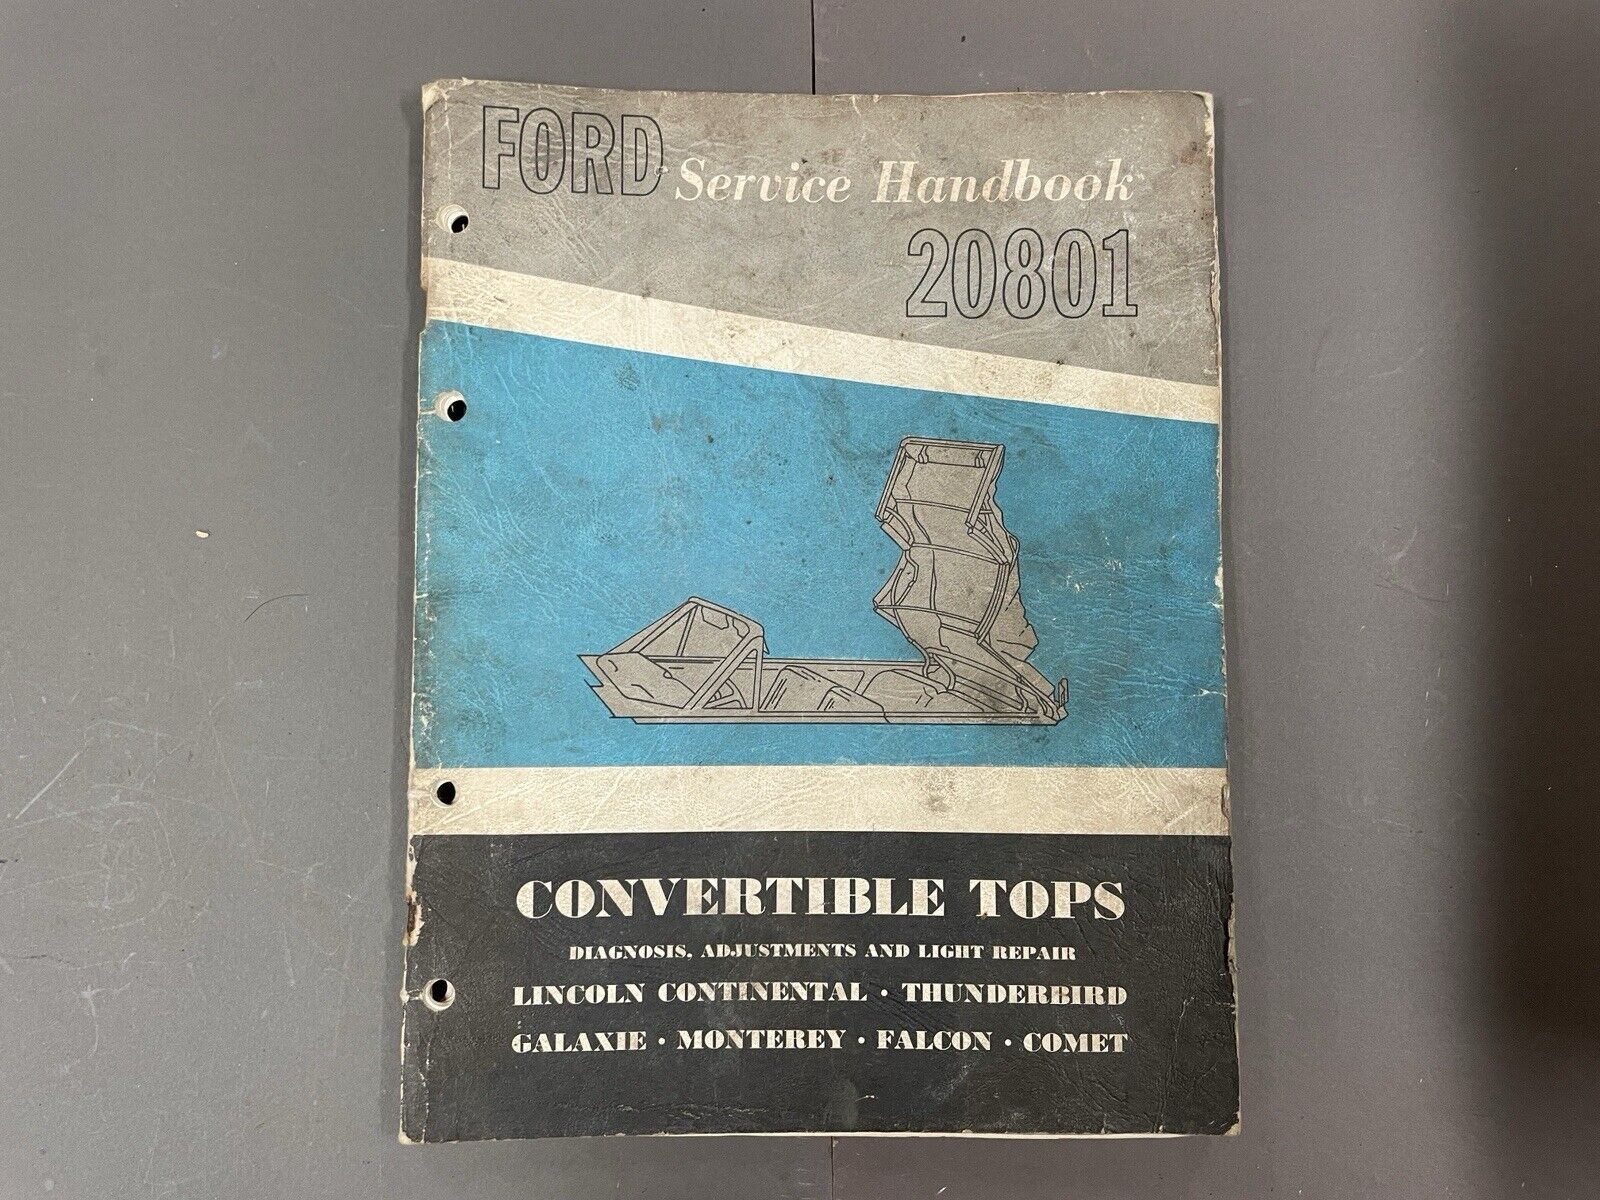 FORD Service Handbook
20801
CONVERTIBLE TOPS
DIAGNOSIS, ADJUSTMENTS AND LIGHT REPAIR
LINCOLN CONTINENTAL • THUNDERBIRD
GALAXIE • MONTEREY • FALCON • COMET